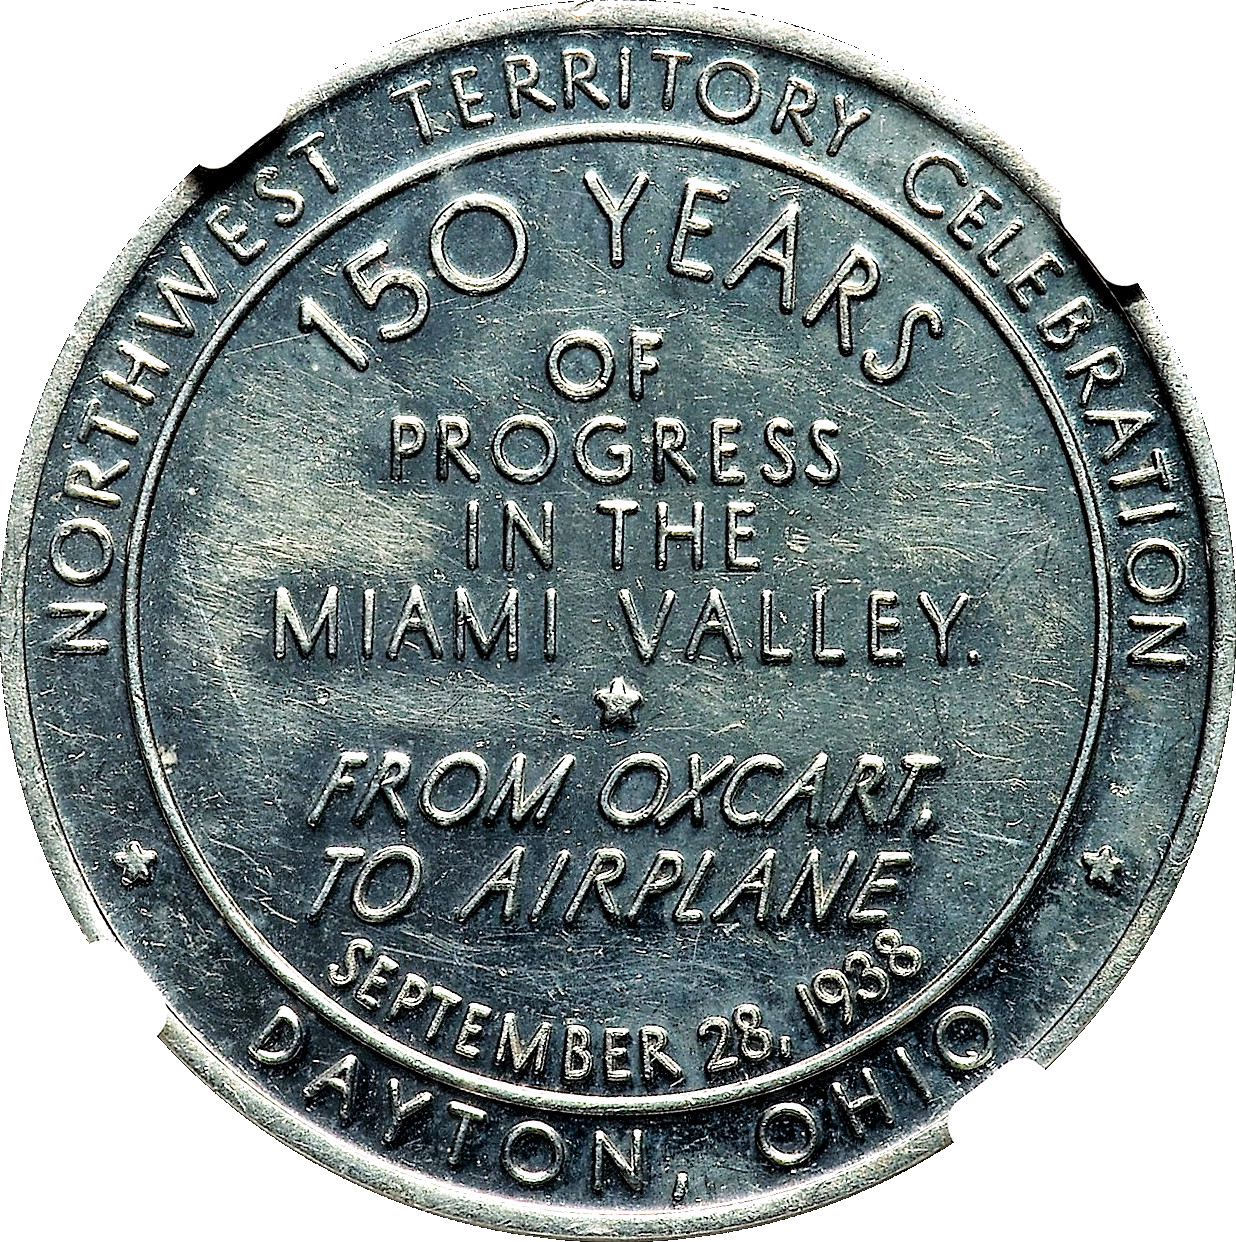 NORTHWEST TERRITORY CELEBRATION
150 YEARS
OF
PROGRESS
IN THE
MIAMI VALLEY.
FROM OXCART,
TO AIRPLANE
SEPTEMBER 28, 1938
DAYTON, OHIO